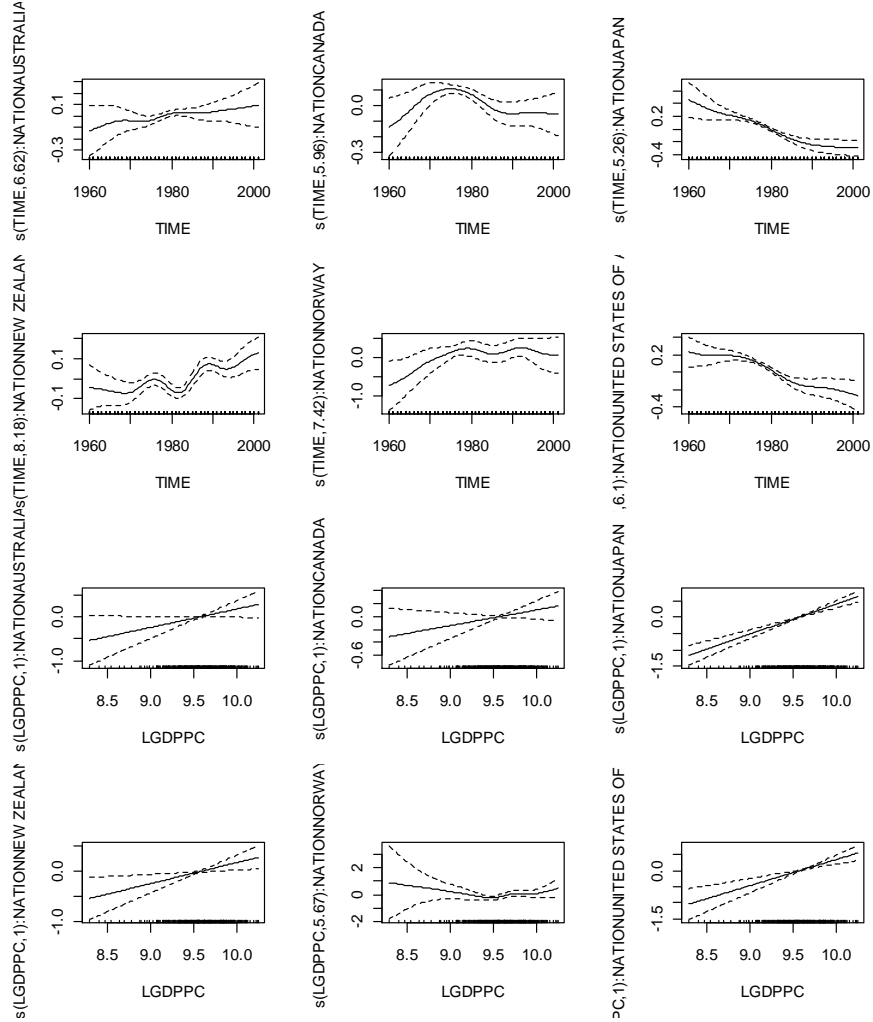 s(TIME,6.62):NATIONAUSTRALIA
0.1
-0.3
1960 1980 2000
TIME
s(TIME,5.96):NATIONCANADA
0.0
-0.3
1960 1980 2000
TIME
s(TIME,5.26):NATIONJAPAN
0.2
-0.4
1960 1980 2000
TIME
s(TIME,8.18):NATIONNEW ZEALAN
0.1
-0.1
1960 1980 2000
TIME
s(TIME,7.42):NATIONNORWAY
0.0
-1.0
1960 1980 2000
TIME
,6.1):NATIONUNITED STATES OF
0.2
-0.4
1960 1980 2000
TIME
s(LGDPPC,1):NATIONAUSTRALIA
0.0
-1.0
8.5 9.0 9.5 10.0
LGDPPC
s(LGDPPC,1):NATIONCANADA
0.0
-0.6
8.5 9.0 9.5 10.0
LGDPPC
s(LGDPPC,1):NATIONJAPAN
0.0
-1.5
8.5 9.0 9.5 10.0
LGDPPC
s(LGDPPC,1):NATIONNEW ZEALAN
0.0
-1.0
8.5 9.0 9.5 10.0
LGDPPC
s(LGDPPC,5.67):NATIONNORWAY
2
0
-2
8.5 9.0 9.5 10.0
LGDPPC
PC,1):NATIONUNITED STATES OF
0.0
-1.5
8.5 9.0 9.5 10.0
LGDPPC